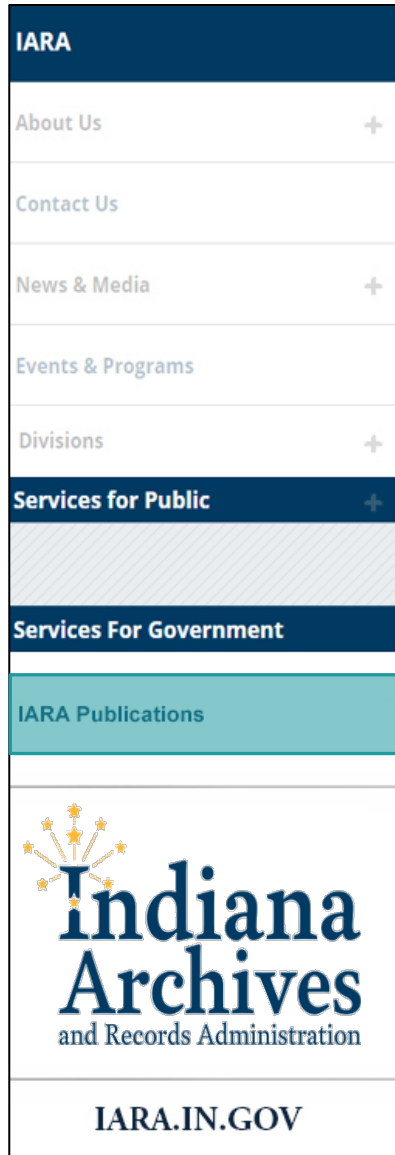 IARA
About Us
Contact Us
News & Media
Events & Programs
Divisions
Services for Public
Services For Government
IARA Publications
Indiana
Archives
and Records Administration
IARA.IN.GOV